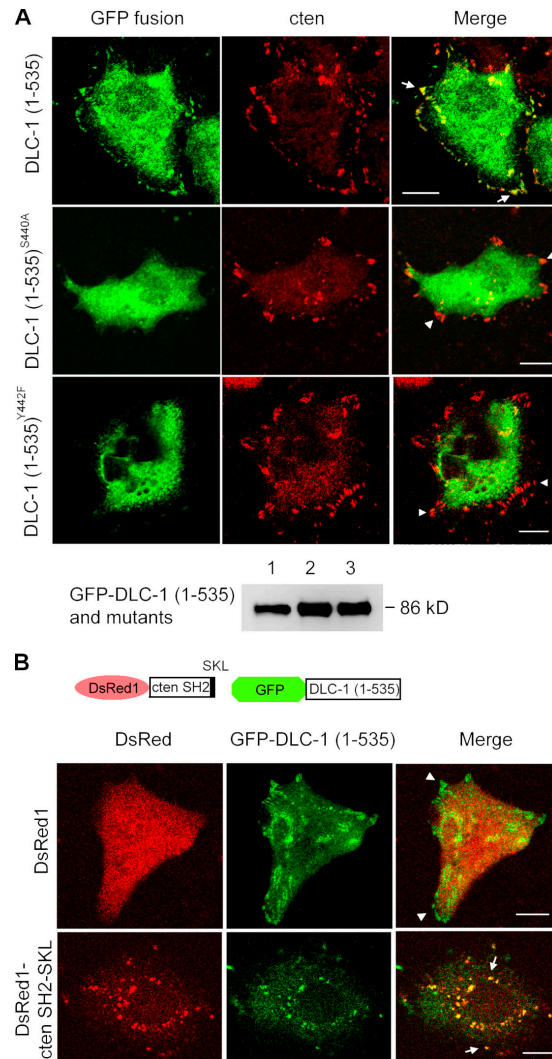 A
GFP fusion cten Merge
DLC-1 (1-535)
DLC-1 (1-535)S440A
DLC-1 (1-535)Y442F
1 2 3
GFP-DLC-1 (1-535)
and mutants
– 86 kD
B
SKL
DsRed1 cten SH2 GFP DLC-1 (1-535)
DsRed GFP-DLC-1 (1-535) Merge
DsRed1
DsRed1-
cten SH2-SKL